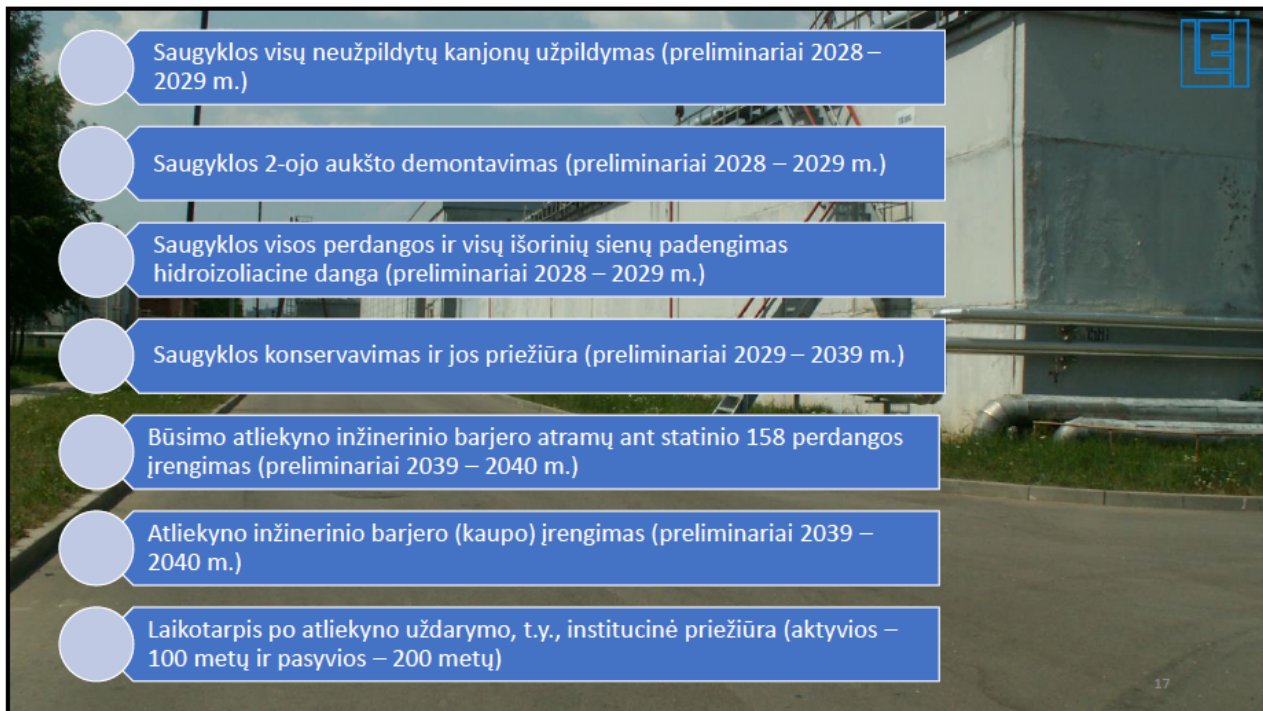 Saugyklos visų neužpildytų kanjonų užpildymas (preliminariai 2028 –
2029 m.)
LEI
Saugyklos 2-ojo aukšto demontavimas (preliminariai 2028 – 2029 m.)
Saugyklos visos perdangos ir visų išorinių sienų padengimas
hidroizoliacine danga (preliminariai 2028 – 2029 m.)
Saugyklos konservavimas ir jos priežiūra (preliminariai 2029 – 2039 m.)
Būsimo atliekyno inžinerinio barjero atramų ant statinio 158 perdangos
įrengimas (preliminariai 2039 – 2040 m.)
Atliekyno inžinerinio barjero (kaupo) įrengimas (preliminariai 2039 –
2040 m.)
Laikotarpis po atliekyno uždarymo, t.y., institucinė priežiūra (aktyvios –
100 metų ir pasyvios – 200 metų)
17